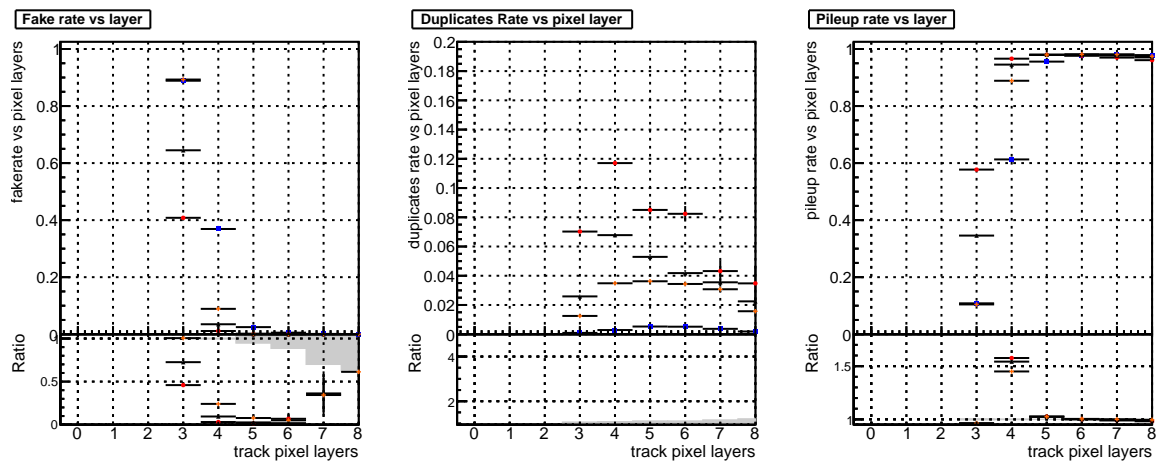 Fake rate vs layer
fakerate vs pixel layers
1
0.8
0.6
0.4
0.2
0
Ratio
0.5
0
0 1 2 3 4 5 6 7 8
track pixel layers
Duplicates Rate vs pixel layer
duplicates rate vs pixel layers
0.2
0.18
0.16
0.14
0.12
0.1
0.08
0.06
0.04
0.02
0
Ratio
4
2
0 1 2 3 4 5 6 7 8
track pixel layers
Pileup rate vs layer
pileup rate vs pixel layers
1
0.8
0.6
0.4
0.2
0
Ratio
1.5
1
0 1 2 3 4 5 6 7 8
track pixel layers